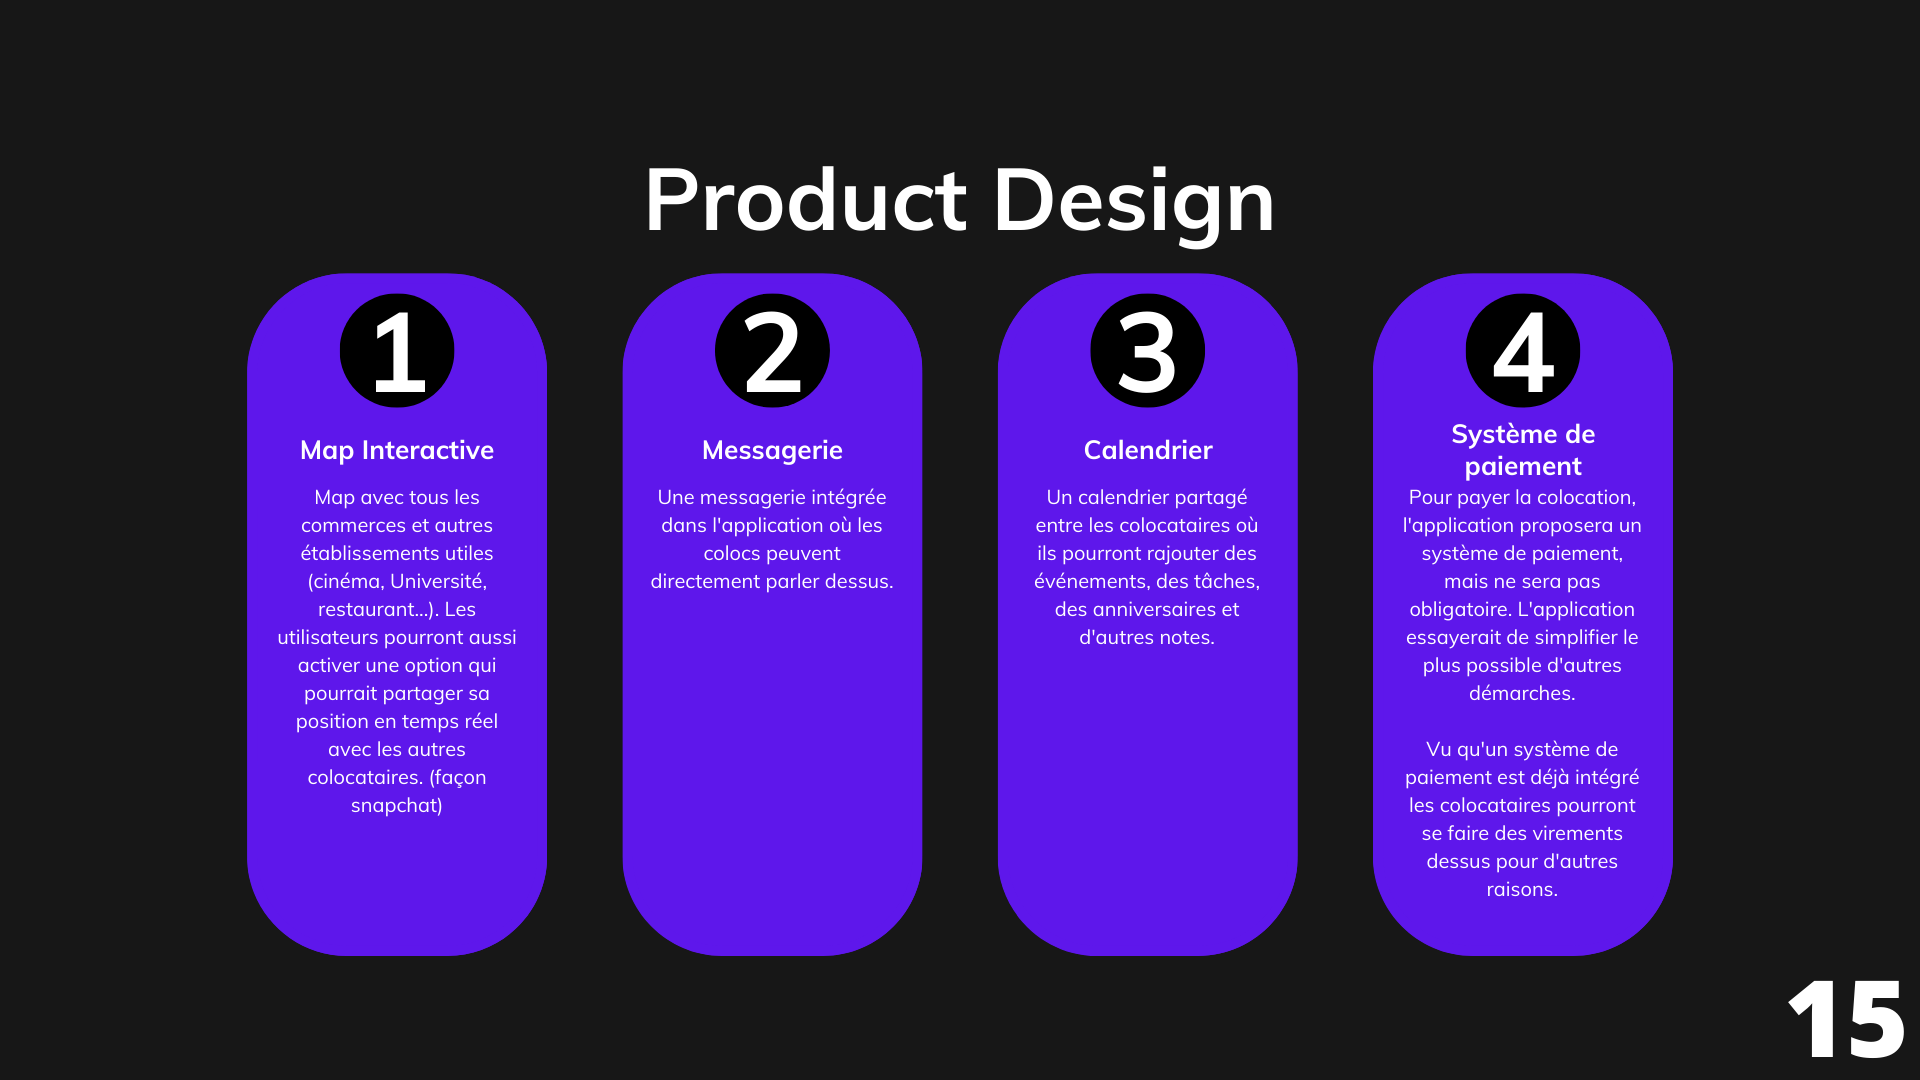 Product Design
1
Map Interactive
Map avec tous les
commerces et autres
établissements utiles
(cinéma, Université,
restaurant...). Les
utilisateurs pourront aussi
activer une option qui
pourrait partager sa
position en temps réel
avec les autres
colocataires. (façon
snapchat)
2
Messagerie
Une messagerie intégrée
dans l'application où les
colocs peuvent
directement parler dessus.
3
Calendrier
Un calendrier partagé
entre les colocataires où
ils pourront rajouter des
événements, des tâches,
des anniversaires et
d'autres notes.
4
Système de
paiement
Pour payer la colocation,
l'application proposera un
système de paiement,
mais ne sera pas
obligatoire. L'application
essayerait de simplifier le
plus possible d'autres
démarches.
Vu qu'un système de
paiement est déjà intégré
les colocataires pourront
se faire des virements
dessus pour d'autres
raisons.
15